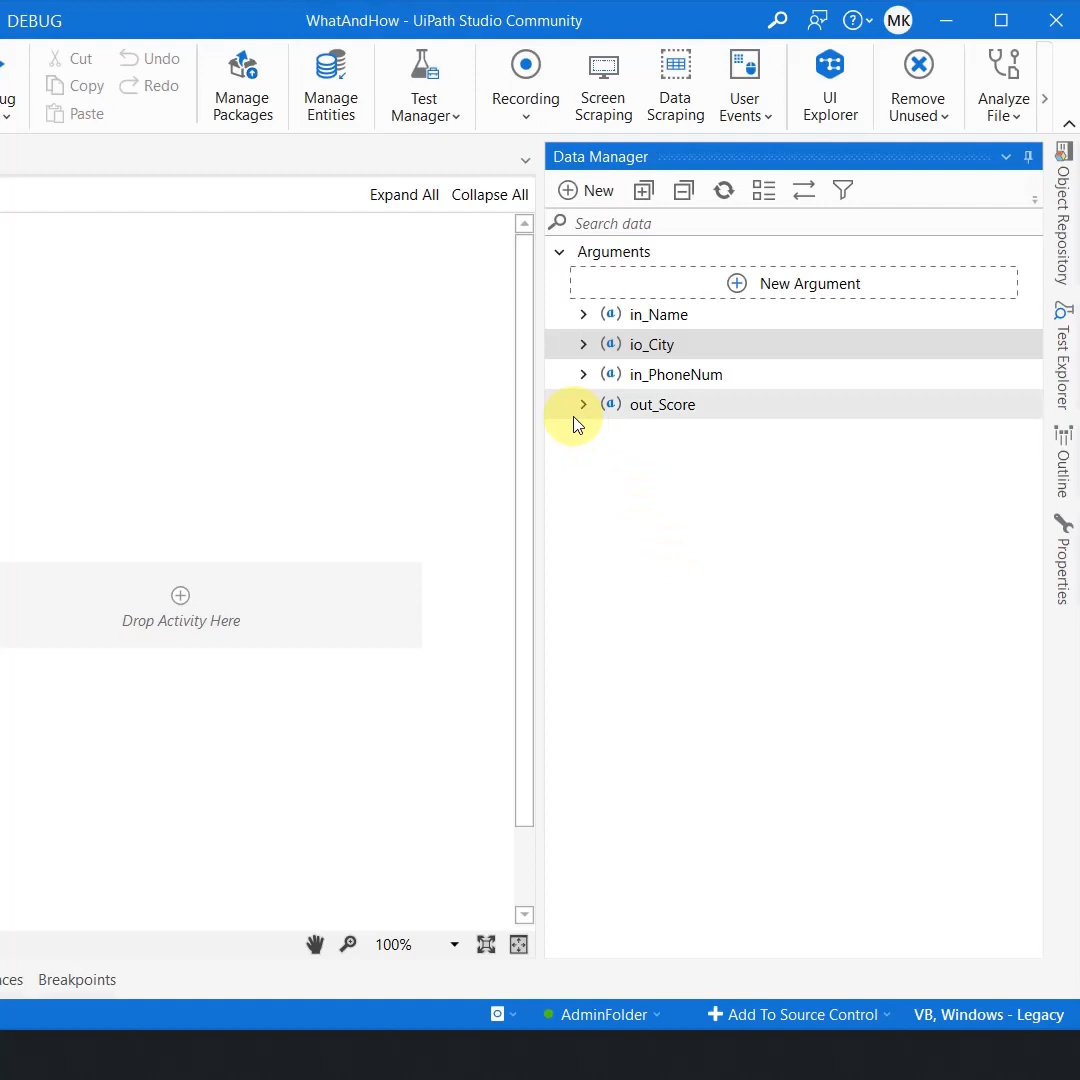 DEBUG
WhatAndHow - UiPath Studio Community
MK
ug
Cut
Copy
Paste
Undo
Redo
Manage
Packages
Manage
Entities
Test
Manager
Recording
Screen
Scraping
Data
Scraping
User
Events
UI
Explorer
Remove
Unused
Analyze
File
Expand All Collapse All
Data Manager
New
Search data
Arguments
New Argument
in_Name
io_City
in_PhoneNum
out_Score
Object Repository
Test Explorer
Outline
Properties
Drop Activity Here
100%
nces Breakpoints
AdminFolder
Add To Source Control
VB, Windows - Legacy